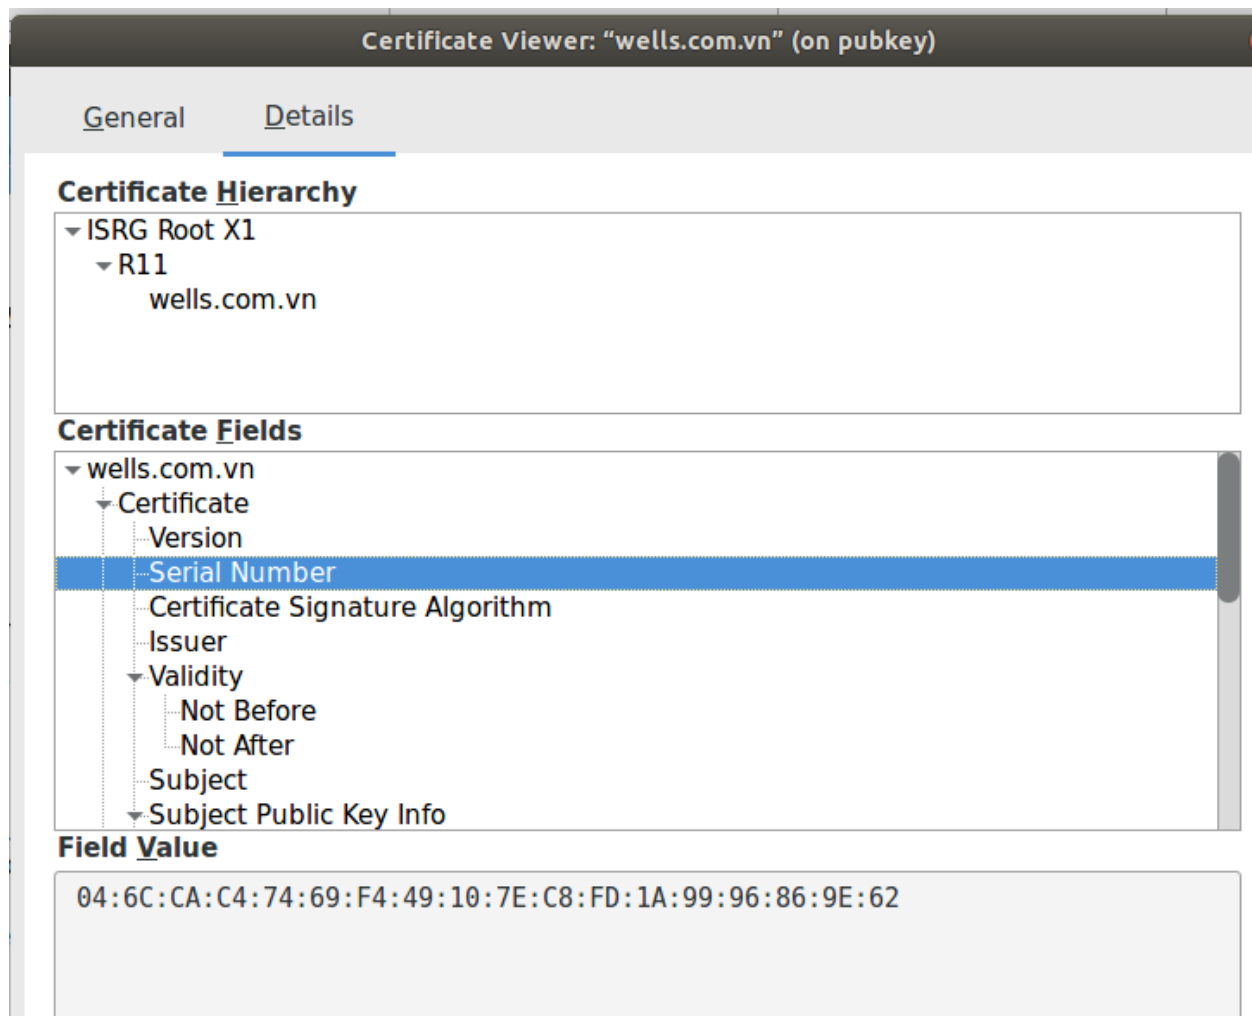 Certificate Viewer: “wells.com.vn” (on pubkey)
General Details
Certificate Hierarchy
ISRG Root X1
R11
wells.com.vn
Certificate Fields
wells.com.vn
Certificate
Version
Serial Number
Certificate Signature Algorithm
Issuer
Validity
Not Before
Not After
Subject
Subject Public Key Info
Field Value
04:6C:CA:C4:74:69:F4:49:10:7E:C8:FD:1A:99:96:86:9E:62